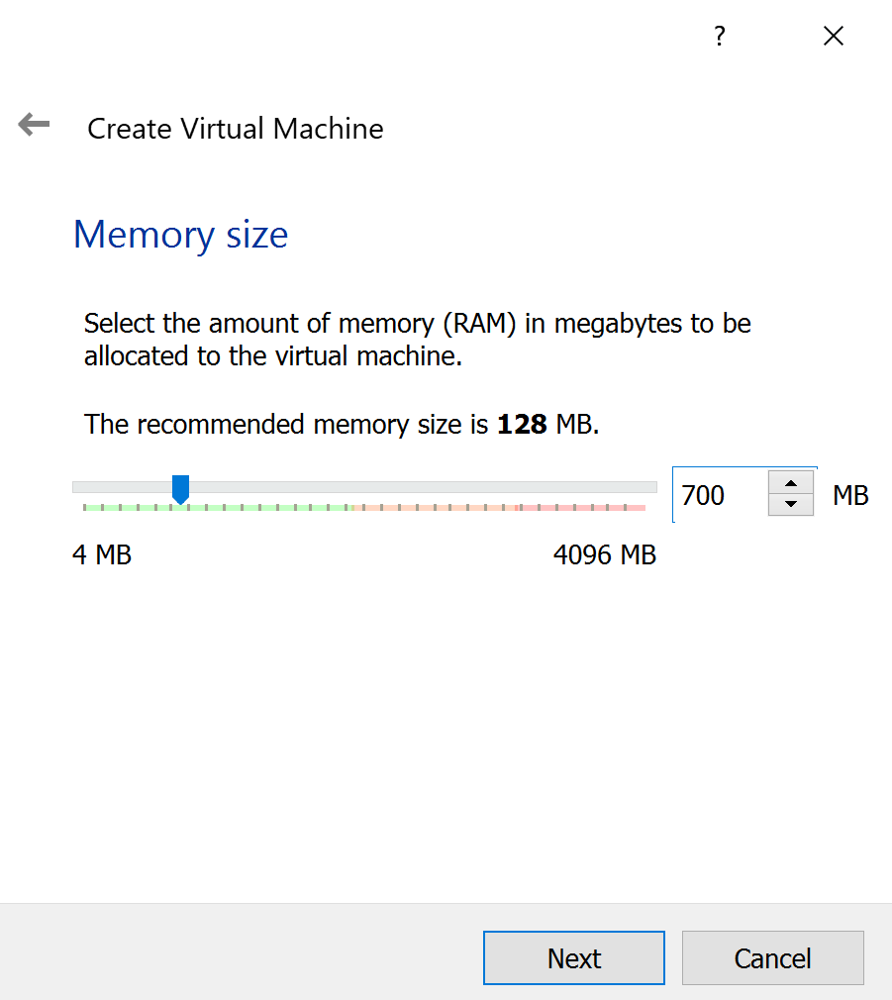 ?
Create Virtual Machine
Memory size
Select the amount of memory (RAM) in megabytes to be
allocated to the virtual machine.
The recommended memory size is 128 MB.
700 MB
4 MB 4096 MB
Next Cancel